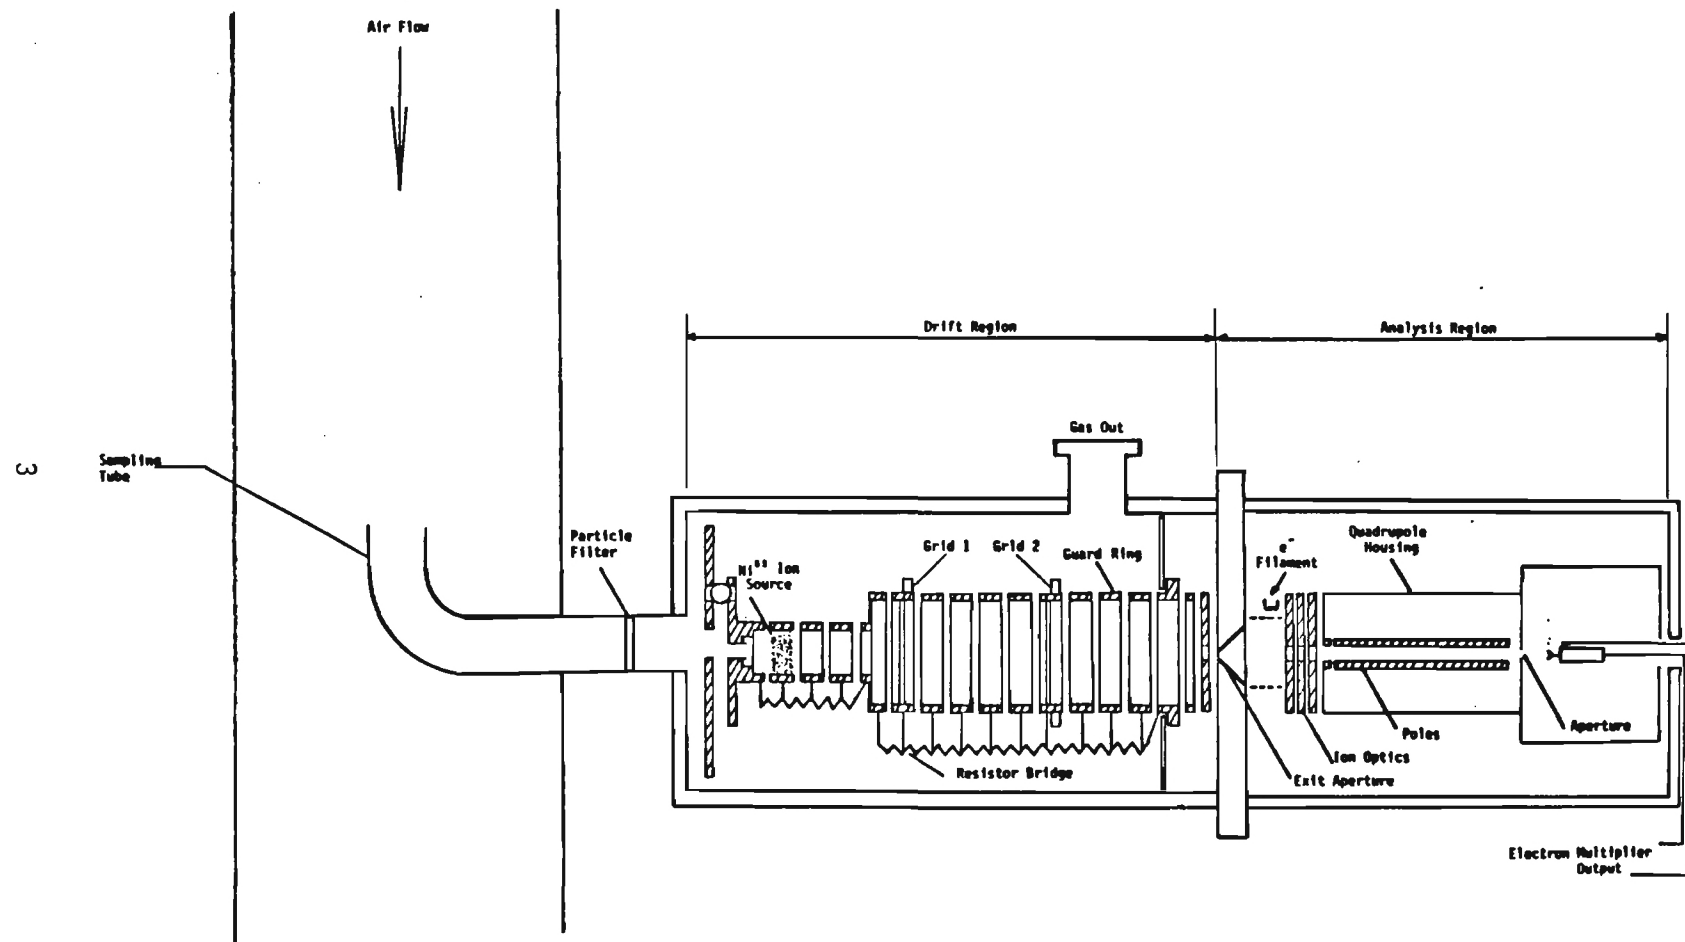 Air Flow
Drift Region
Analysis Region
Gas Out
3
Sampling
Tube
Particle
Filter
Grid 1
Grid 2
Guard Ring
Ion
Source
e-
Filament
Quadrupole
Housing
Resistor Bridge
Poles
Aperture
Ion Optics
Exit Aperture
Electron Multiplier
Output